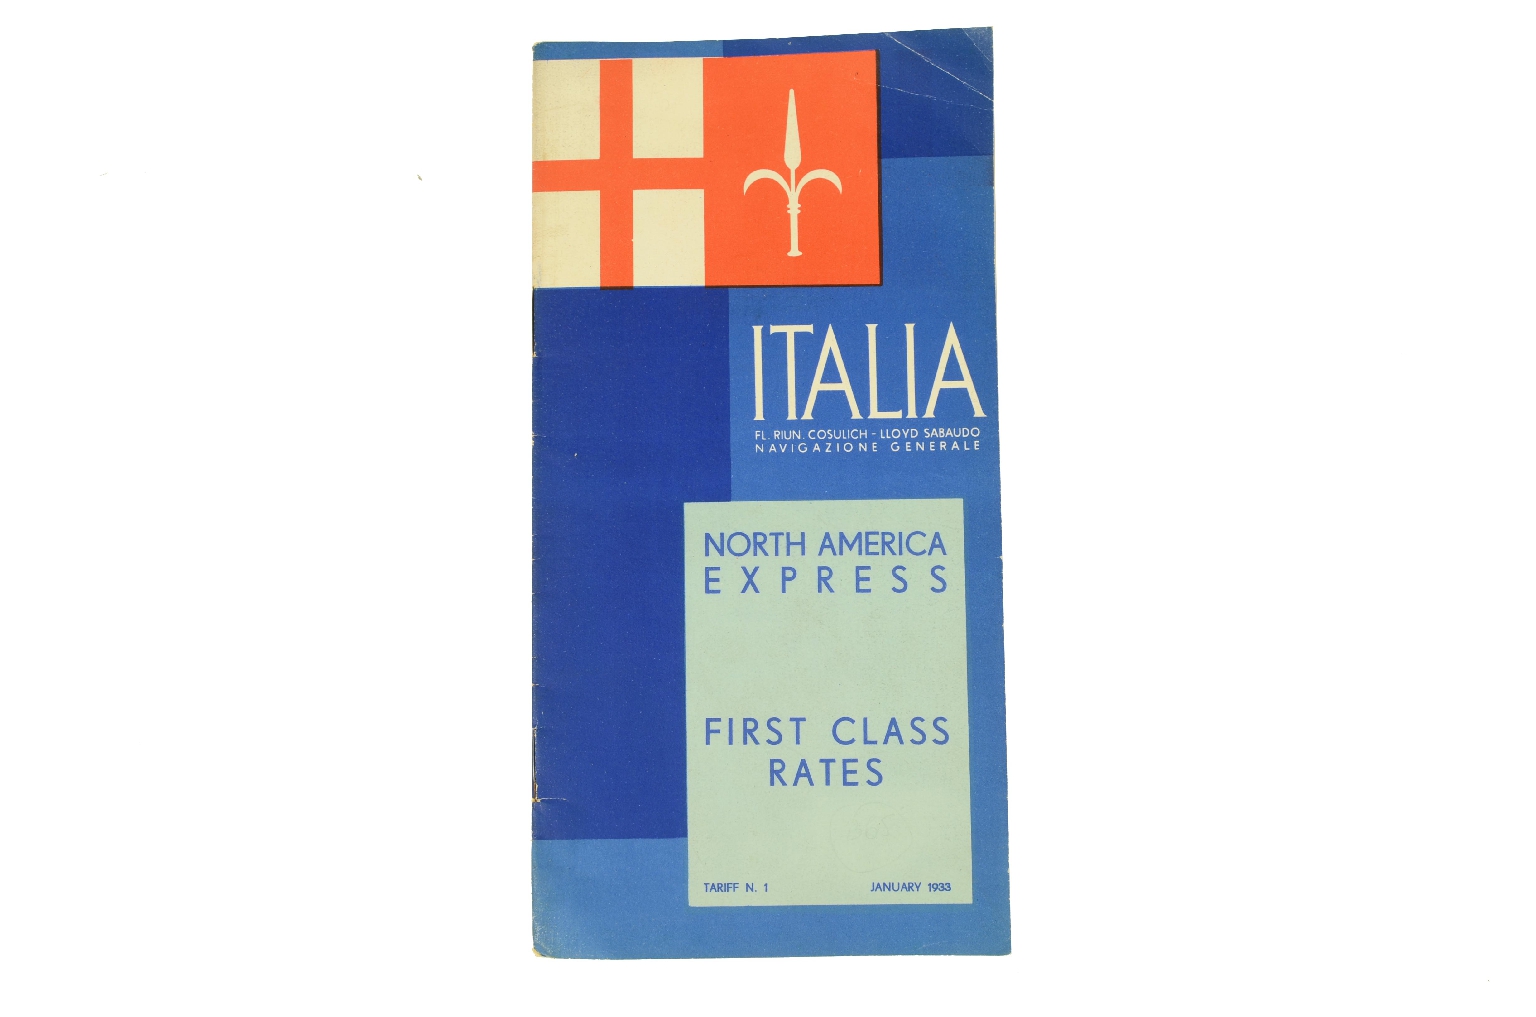 ITALIA
FL. RIUN. COSULICH - LLOYD SABAUDO
NAVIGAZIONE GENERALE
NORTH AMERICA
EXPRESS
FIRST CLASS
RATES
TARIFF N. 1 JANUARY 1933